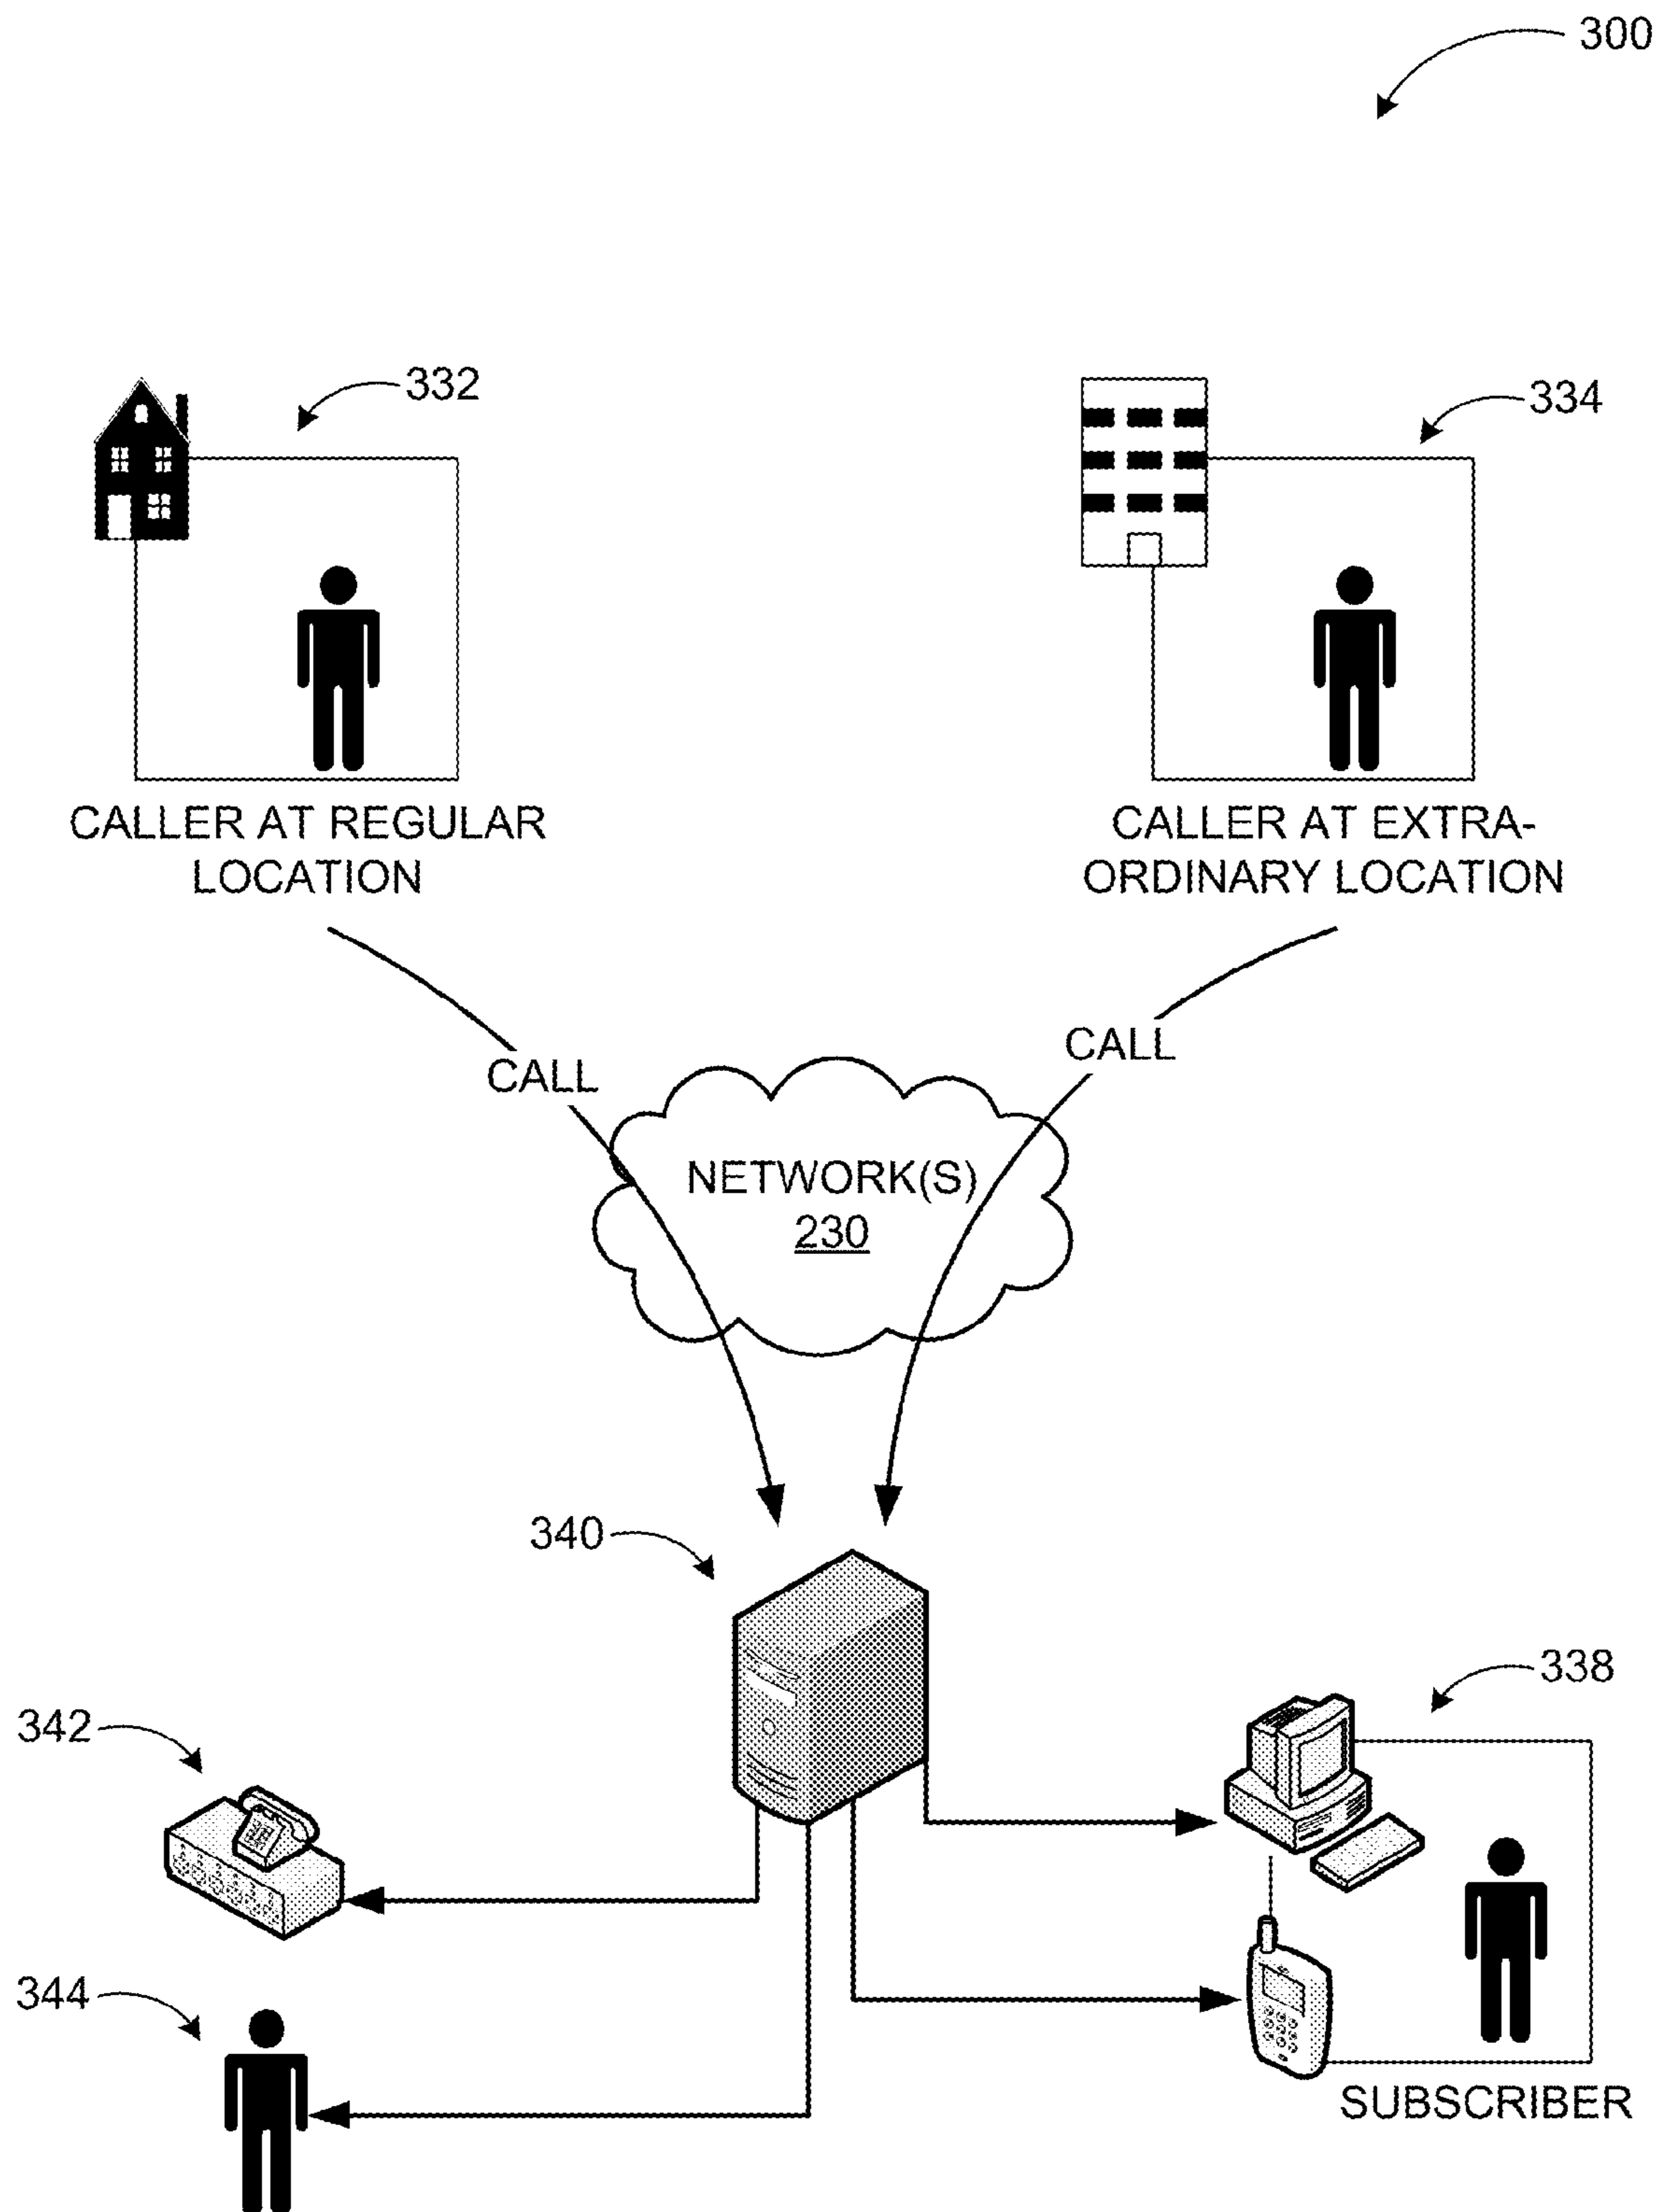 300
332
334
CALLER AT REGULAR
LOCATION
CALLER AT EXTRA-
ORDINARY LOCATION
CALL
CALL
NETWORK(S)
230
340
338
342
344
SUBSCRIBER